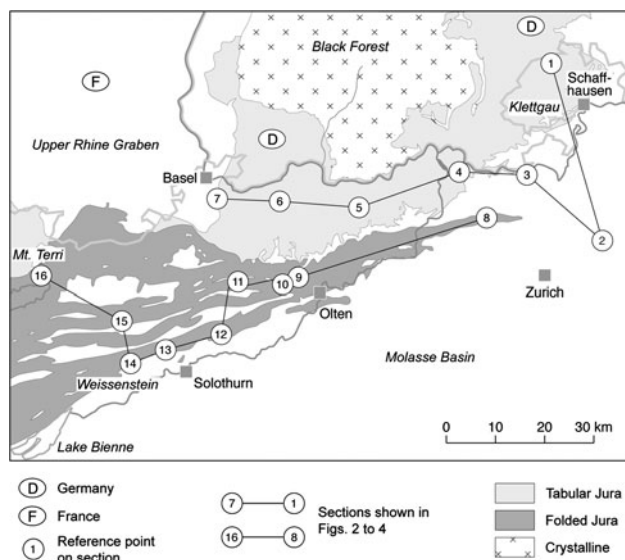 D
Black Forest
1
Schaff-
hausen
F
Klettgau
D
Upper Rhine Graben
Basel
4
3
7
6
5
8
2
Mt. Terri
16
11
10
9
Zurich
Olten
15
12
13
14
Molasse Basin
Weissenstein
Solothurn
Lake Bienne
0
10
20
30 km
D
Germany
F
France
1
Reference point
on section
7
1
16
8
Sections shown in
Figs. 2 to 4
Tabular Jura
Folded Jura
Crystalline